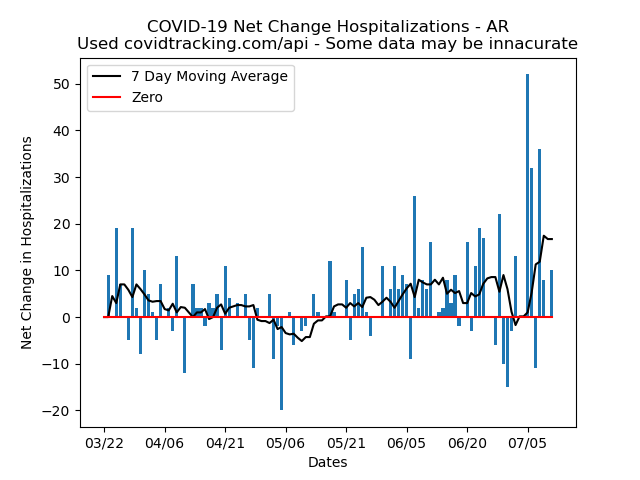 COVID-19 Net Change Hospitalizations - AR
Used covidtracking.com/api - Some data may be innacurate
7 Day Moving Average
Zero
Net Change in Hospitalizations
50
40
30
20
10
0
−10
−20
03/22 04/06 04/21 05/06 05/21 06/05 06/20 07/05
Dates